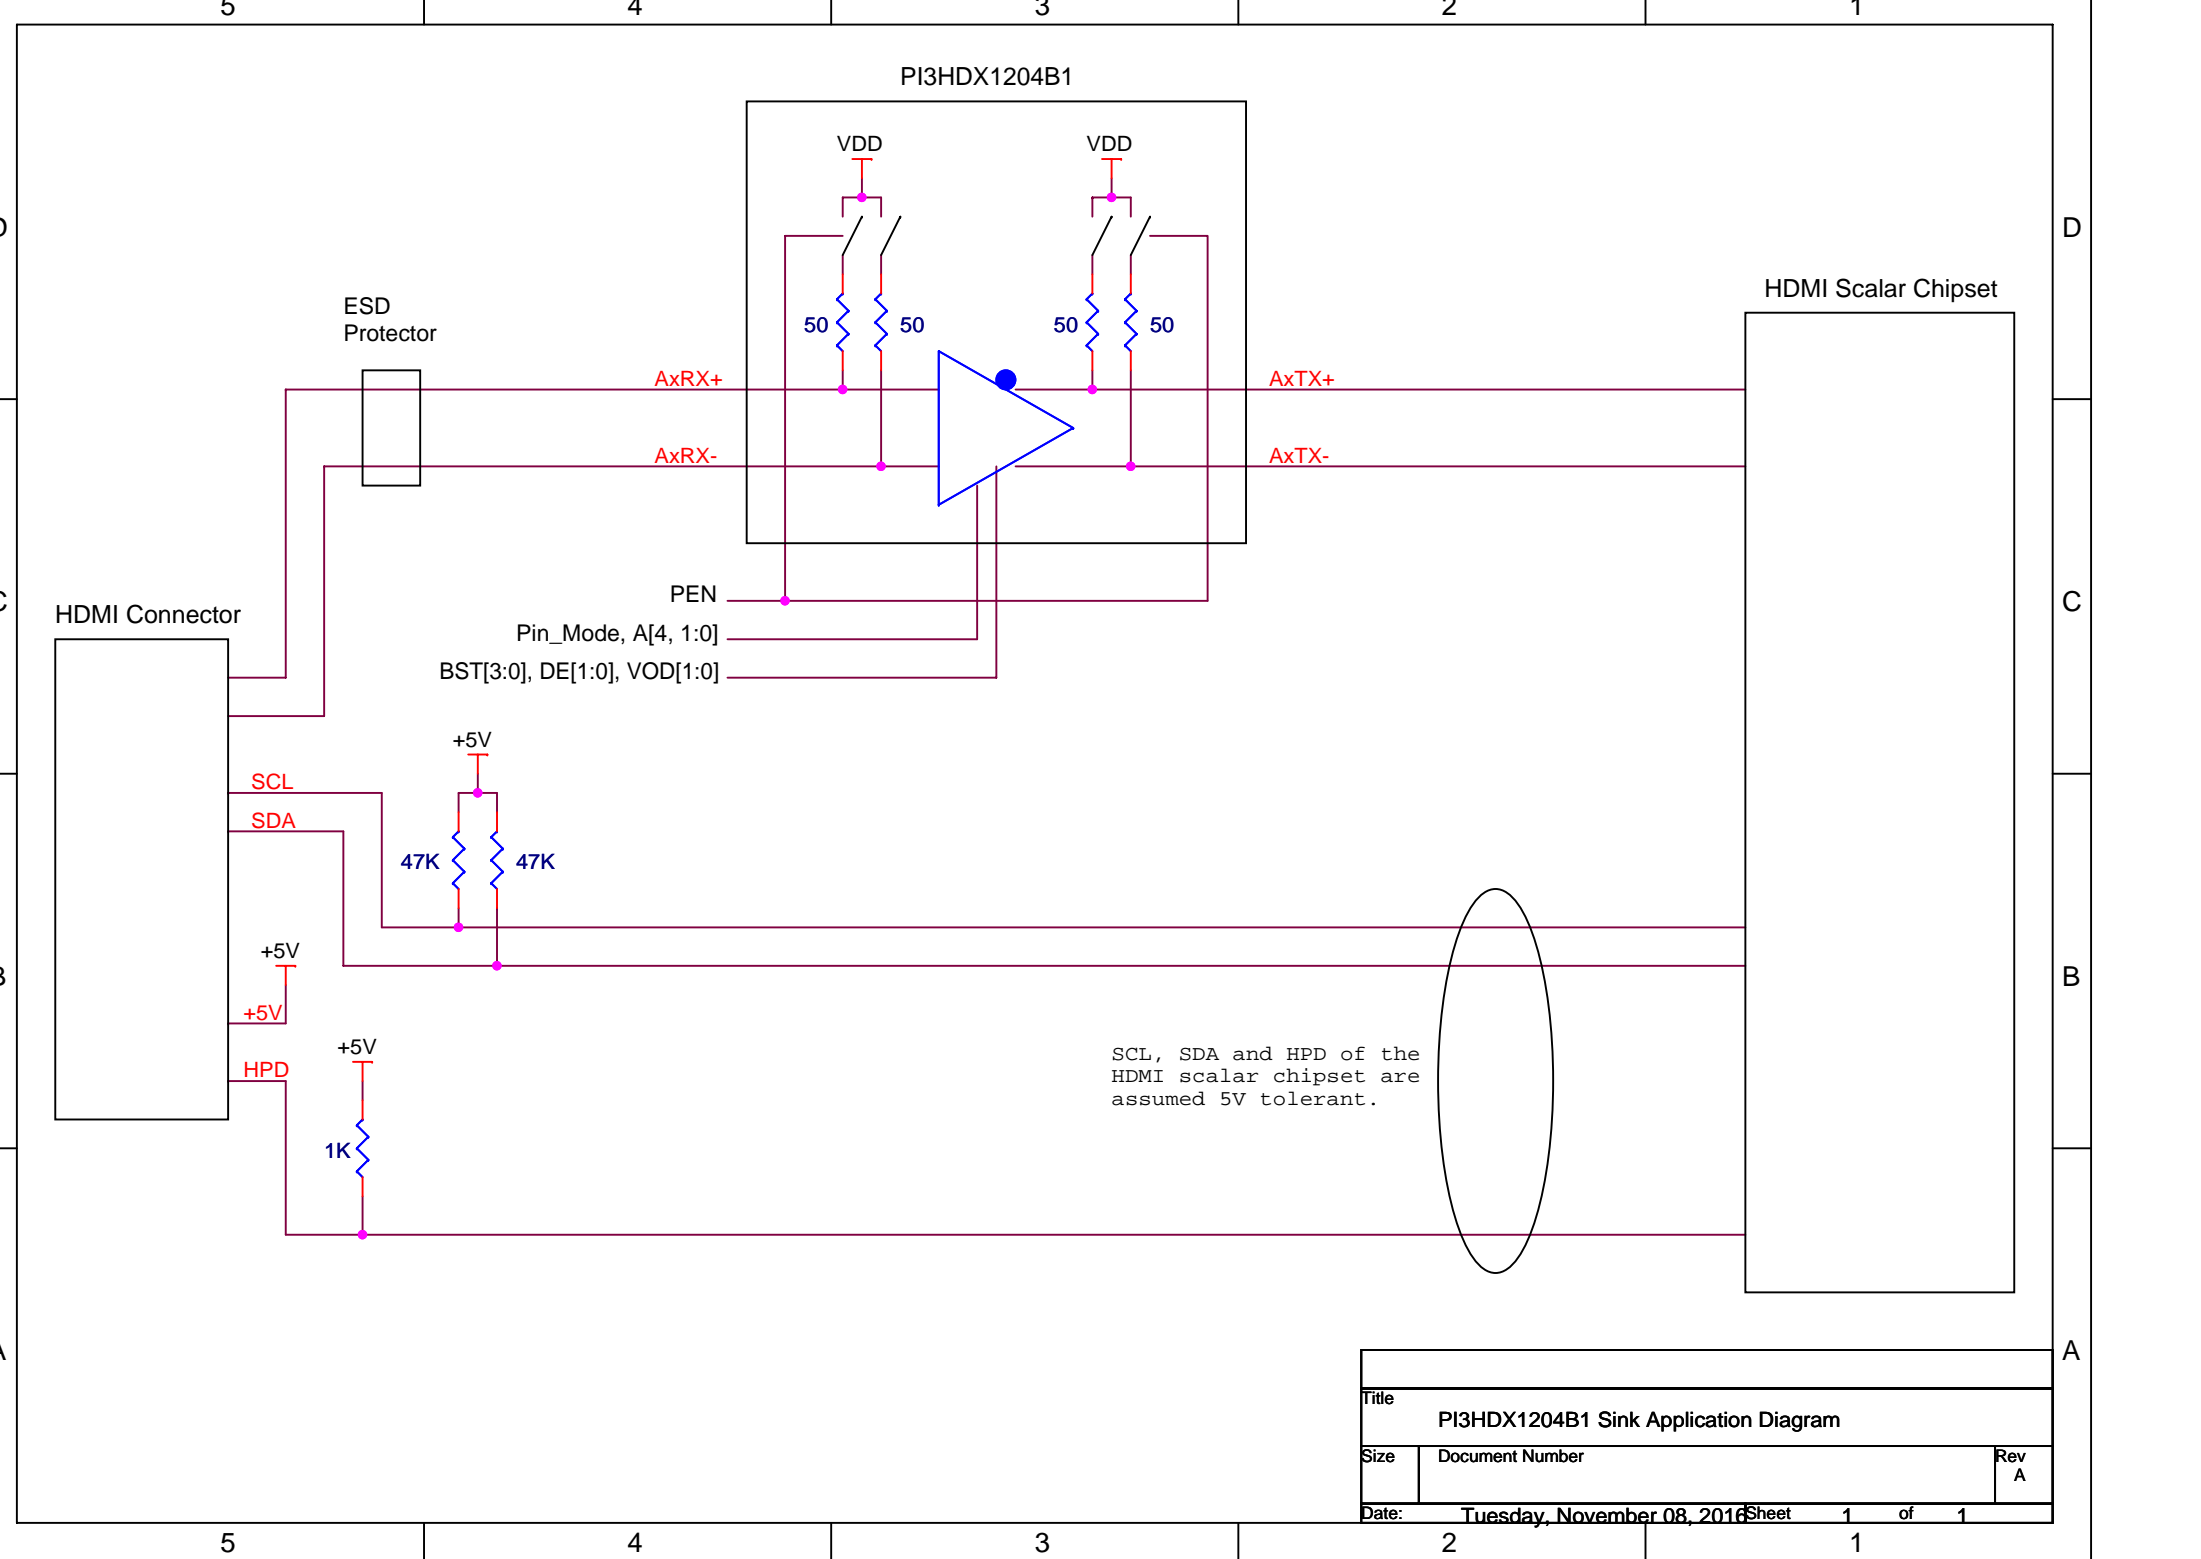 5 4 3 2 1
PI3HDX1204B1
VDD VDD
D D
HDMI Scalar Chipset
ESD
Protector
50 50 50 50
AxRX+ AxTX+
AxRX- AxTX-
PEN
C C
HDMI Connector
Pin_Mode, A[4, 1:0]
BST[3:0], DE[1:0], VOD[1:0]
+5V
SCL
SDA
47K 47K
+5V
B B
+5V
+5V
SCL, SDA and HPD of the
HDMI scalar chipset are
assumed 5V tolerant.
HPD
1K
A A
Title
PI3HDX1204B1 Sink Application Diagram
Size Document Number Rev
A
Date: Tuesday, November 08, 2016 Sheet 1 of 1
5 4 3 2 1